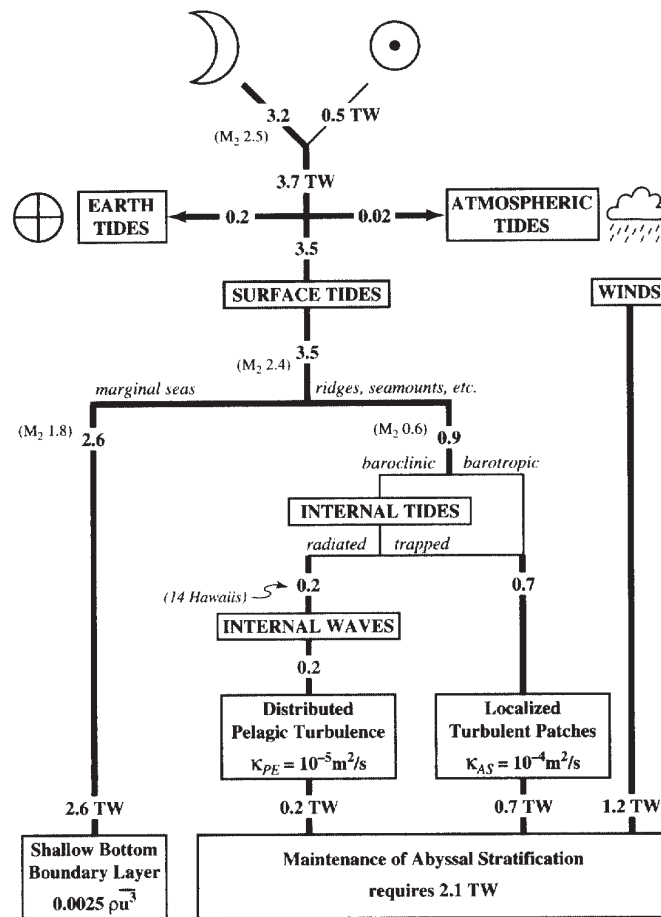 3.2
0.5 TW
(M₂ 2.5)
3.7 TW
EARTH
TIDES
0.2
0.02
ATMOSPHERIC
TIDES
3.5
SURFACE TIDES
WINDS
3.5
(M₂ 2.4)
marginal seas
ridges, seamounts, etc.
(M₂ 1.8)
2.6
(M₂ 0.6)
0.9
baroclinic
barotropic
INTERNAL TIDES
radiated
trapped
(14 Hawaiis)
0.2
0.7
INTERNAL WAVES
0.2
Distributed
Pelagic Turbulence
κ_PE = 10⁻⁵m²/s
Localized
Turbulent Patches
κ_AS = 10⁻⁴m²/s
2.6 TW
0.2 TW
0.7 TW
1.2 TW
Shallow Bottom
Boundary Layer
0.0025 ρu̅³
Maintenance of Abyssal Stratification
requires 2.1 TW